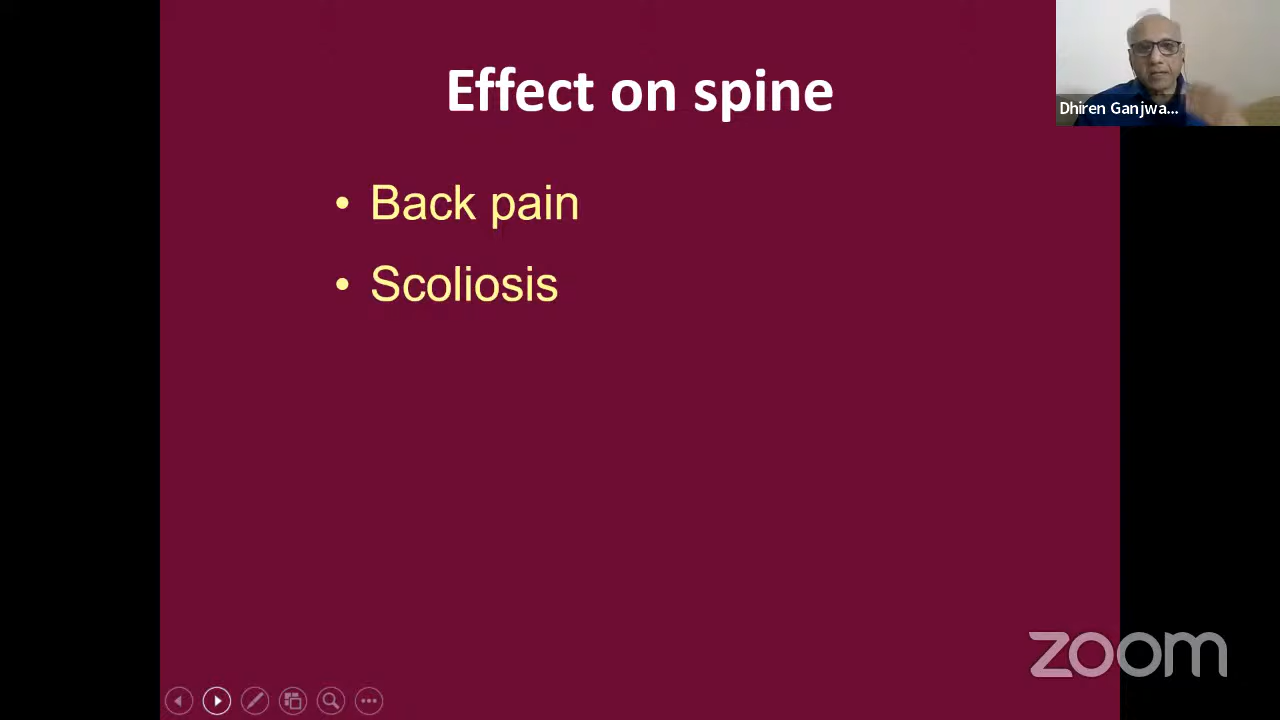 Effect on spine
Dhiren Ganjwa...
• Back pain
• Scoliosis
zoom